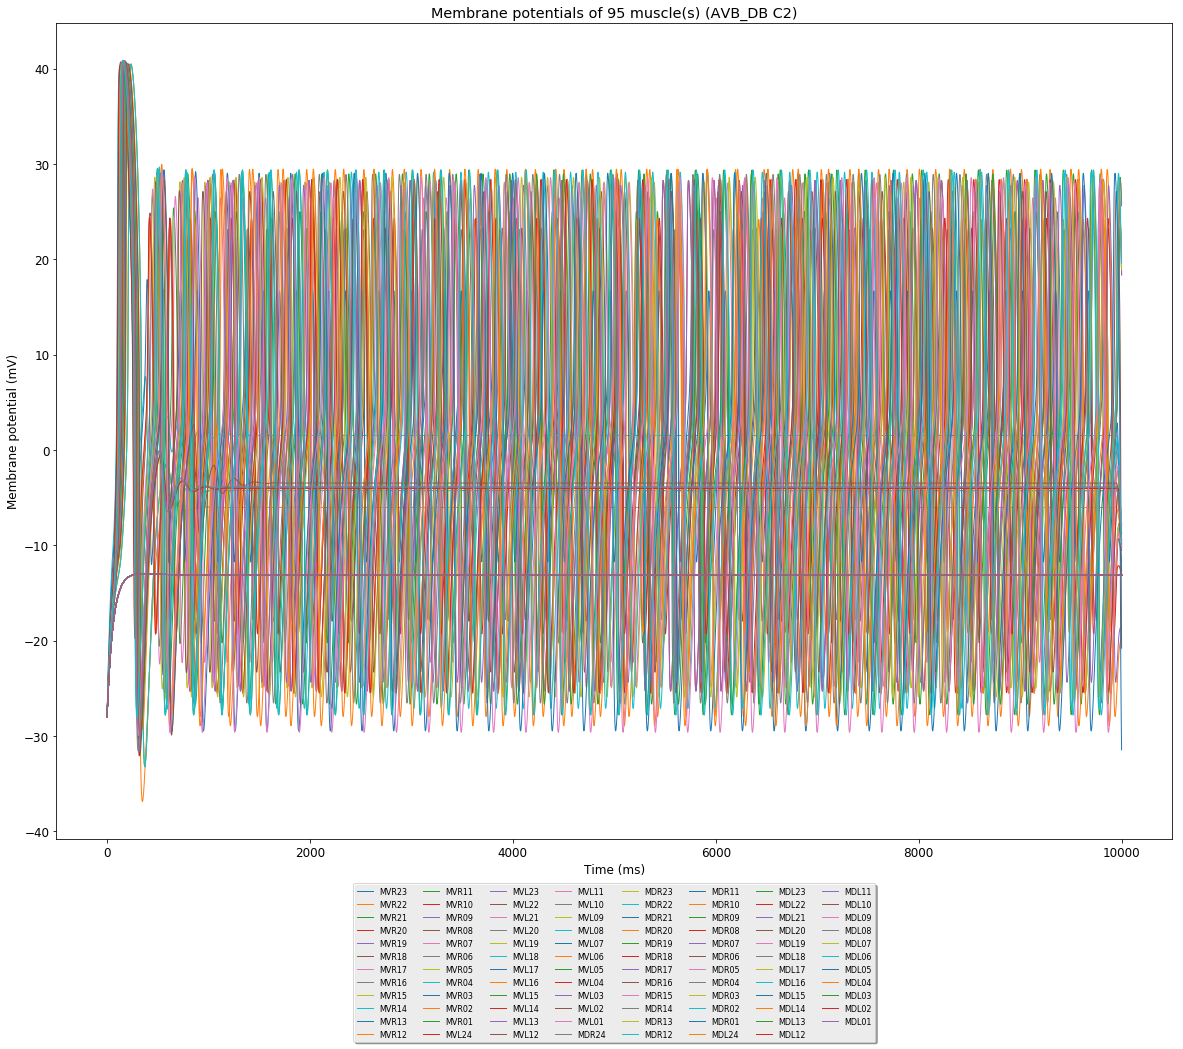 Membrane potentials of 95 muscle(s) (AVB_DB C2)
Membrane potential (mV)
40
30
20
10
0
−10
−20
−30
−40
0 2000 4000 6000 8000 10000
Time (ms)
MVR23 MVR11 MVL23 MVL11 MDR23 MDR11 MDL23 MDL11
MVR22 MVR10 MVL22 MVL10 MDR22 MDR10 MDL22 MDL10
MVR21 MVR09 MVL21 MVL09 MDR21 MDR09 MDL21 MDL09
MVR20 MVR08 MVL20 MVL08 MDR20 MDR08 MDL20 MDL08
MVR19 MVR07 MVL19 MVL07 MDR19 MDR07 MDL19 MDL07
MVR18 MVR06 MVL18 MVL06 MDR18 MDR06 MDL18 MDL06
MVR17 MVR05 MVL17 MVL05 MDR17 MDR05 MDL17 MDL05
MVR16 MVR04 MVL16 MVL04 MDR16 MDR04 MDL16 MDL04
MVR15 MVR03 MVL15 MVL03 MDR15 MDR03 MDL15 MDL03
MVR14 MVR02 MVL14 MVL02 MDR14 MDR02 MDL14 MDL02
MVR13 MVR01 MVL13 MVL01 MDR13 MDR01 MDL13 MDL01
MVR12 MVL24 MVL12 MDR24 MDR12 MDL24 MDL12